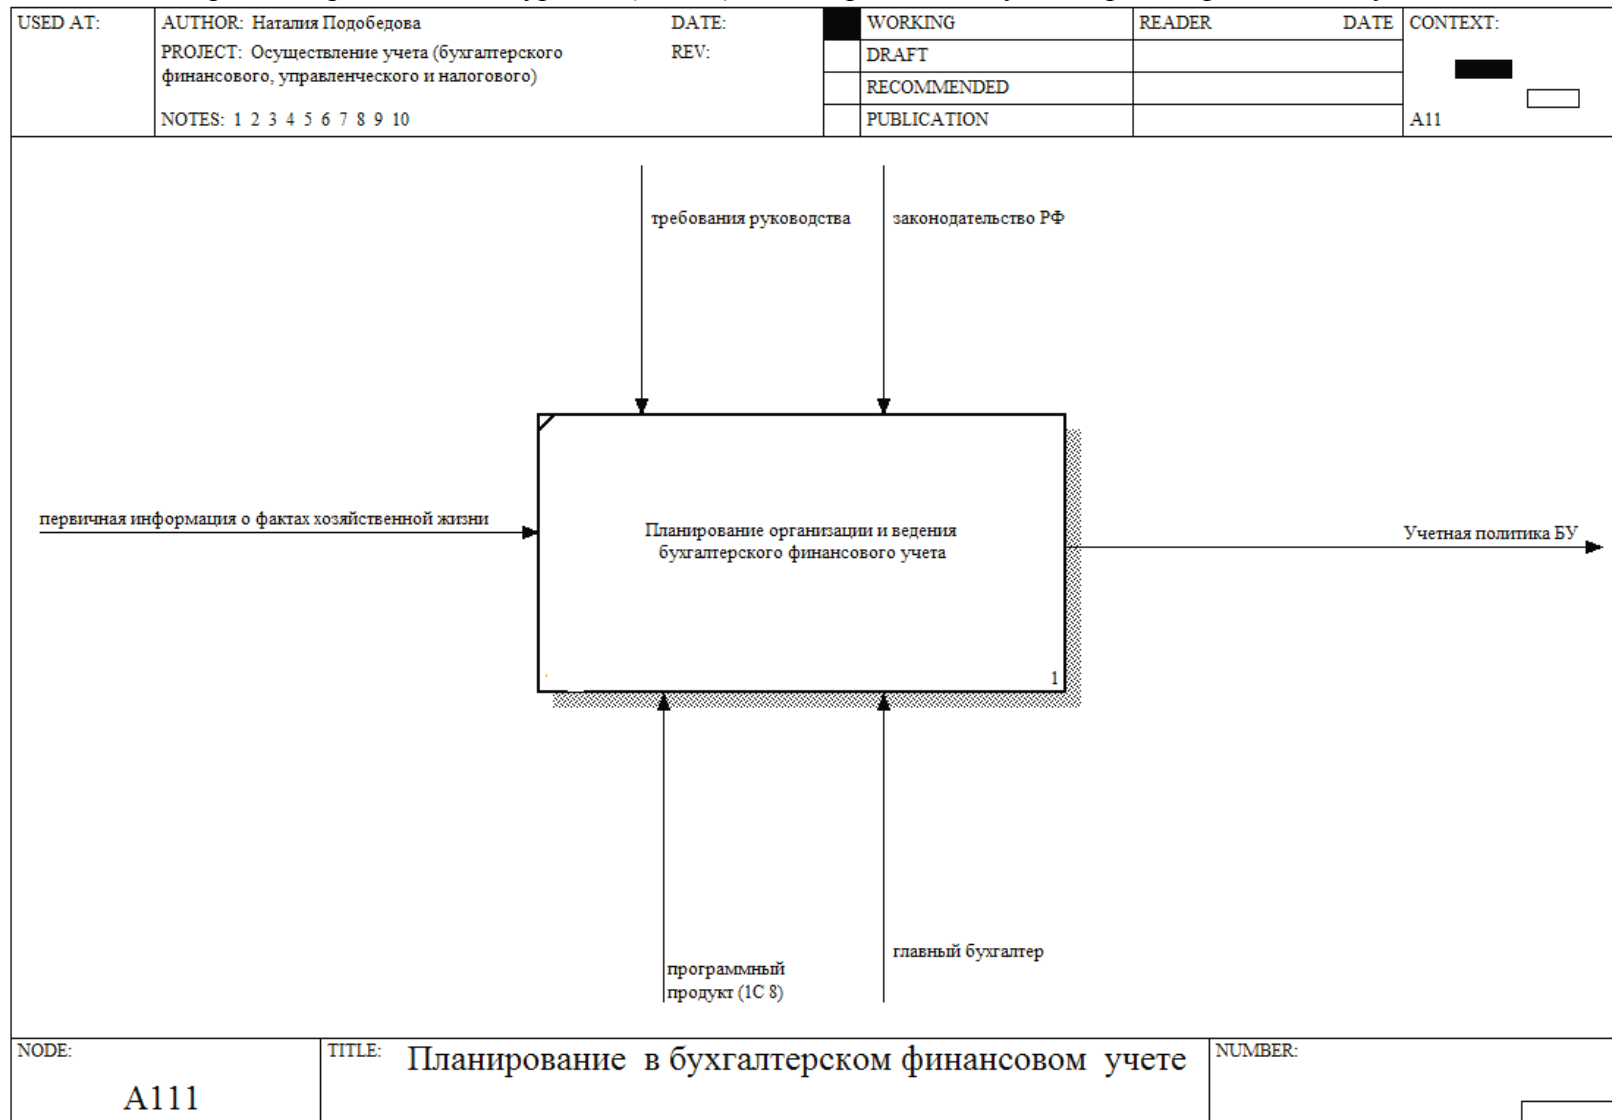 USED AT:
AUTHOR: Наталия Подобедова
DATE:
PROJECT: Осуществление учета (бухгалтерского
финансового, управленческого и налогового)
REV:
NOTES: 1 2 3 4 5 6 7 8 9 10
WORKING
DRAFT
RECOMMENDED
PUBLICATION
READER
DATE
CONTEXT:
A11
требования руководства
законодательство РФ
первичная информация о фактах хозяйственной жизни
Планирование организации и ведения
бухгалтерского финансового учета
1
Учетная политика БУ
программный
продукт (1С 8)
главный бухгалтер
NODE:
A111
TITLE:
Планирование в бухгалтерском финансовом учете
NUMBER: